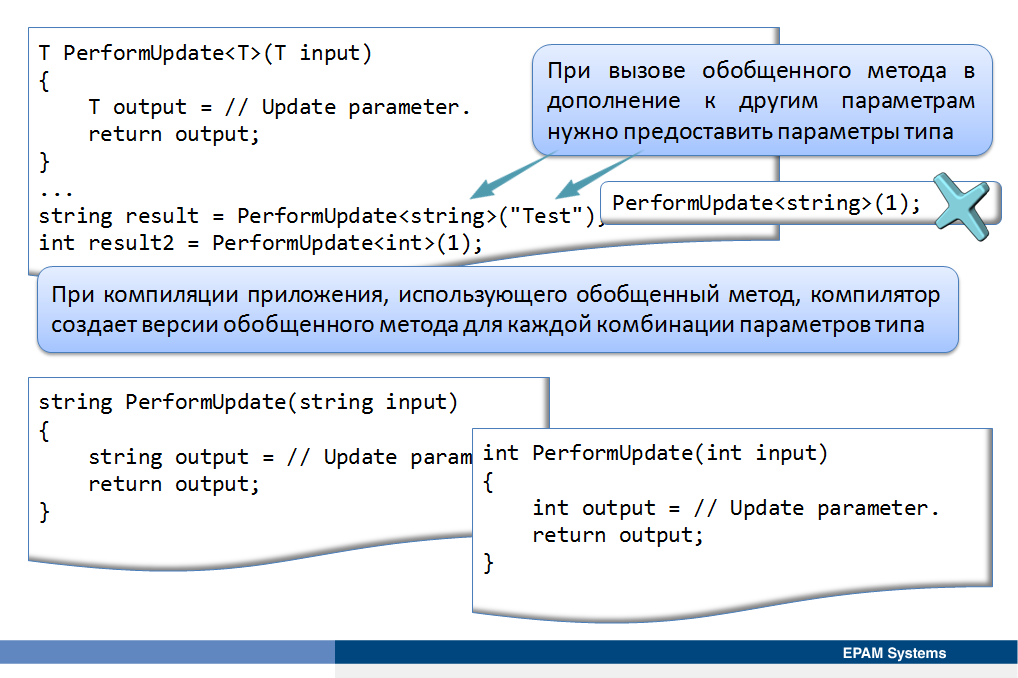 T PerformUpdate<T>(T input)
{
    T output = // Update parameter.
    return output;
}
...
string result = PerformUpdate<string>("Test");
int result2 = PerformUpdate<int>(1);
При вызове обобщенного метода в
дополнение к другим параметрам
нужно предоставить параметры типа
PerformUpdate<string>(1);
При компиляции приложения, использующего обобщенный метод, компилятор
создает версии обобщенного метода для каждой комбинации параметров типа
string PerformUpdate(string input)
{
    string output = // Update param
    return output;
}
int PerformUpdate(int input)
{
    int output = // Update parameter.
    return output;
}
EPAM Systems